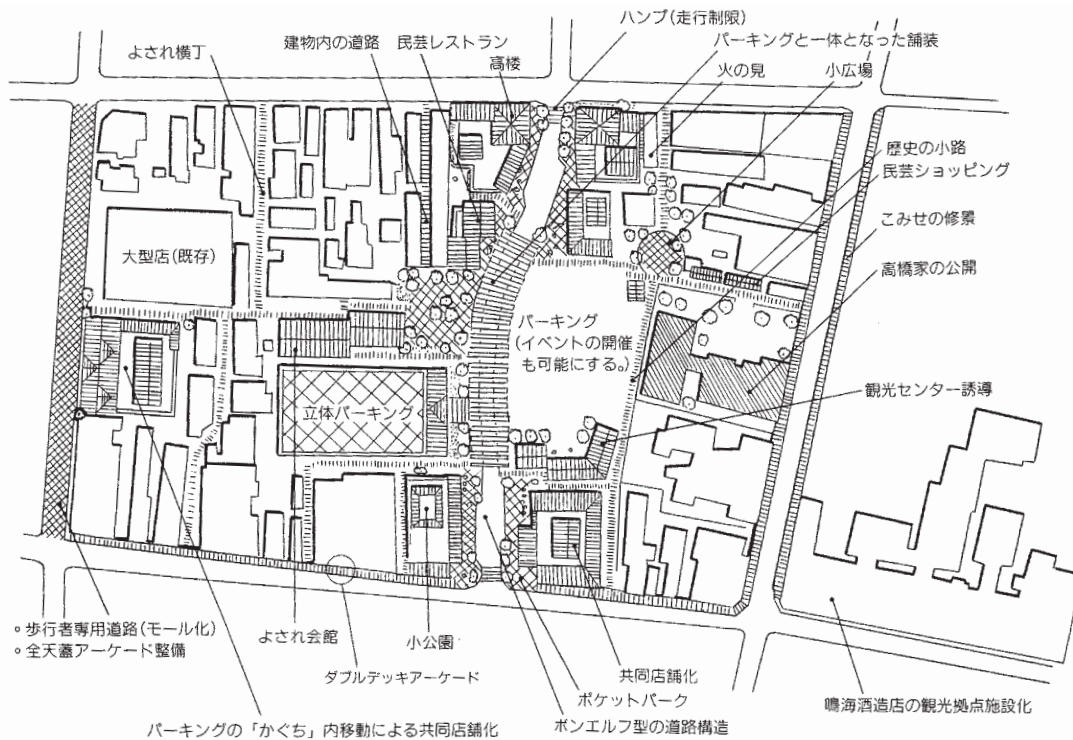 ハンプ(走行制限)
建物内の道路
民芸レストラン
パーキングと一体となった舗装
よされ横丁
高楼
火の見
小広場
歴史の小路
民芸ショッピング
こみせの修景
高橋家の公開
大型店(既存)
パーキング
(イベントの開催
も可能にする。)
観光センター誘導
立体パーキング
◦歩行者専用道路(モール化)
◦全天蓋アーケード整備
よされ会館
小公園
ダブルデッキアーケード
共同店舗化
ポケットパーク
ボンエルフ型の道路構造
パーキングの「かぐち」内移動による共同店舗化
鳴海酒造店の観光拠点施設化